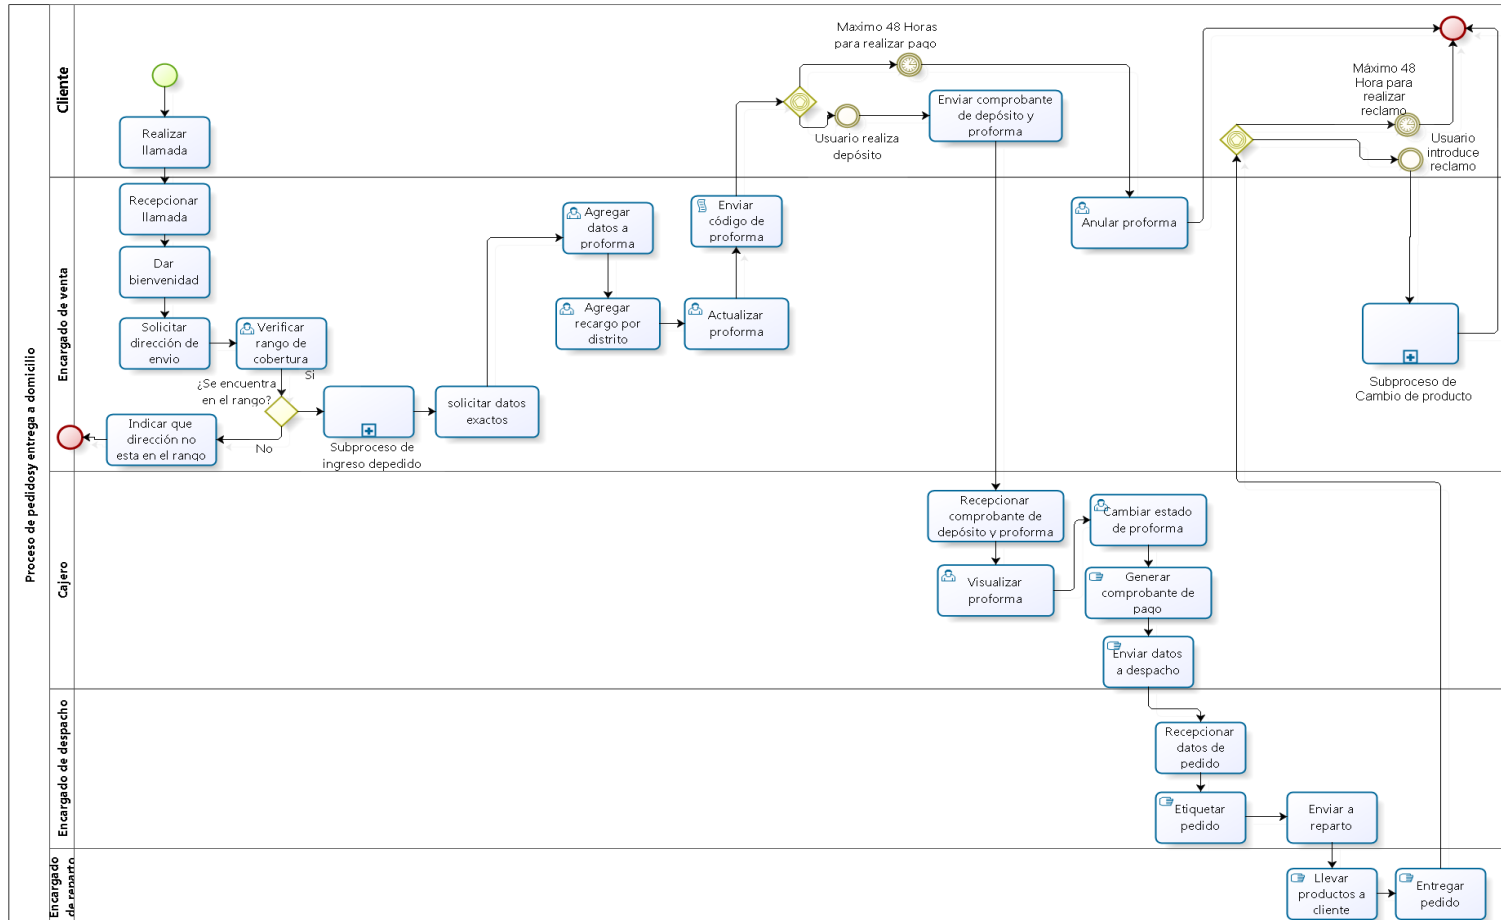 Proceso de pedidosy entrega a domicilio
Cliente
Realizar
llamada
Maximo 48 Horas
para realizar pago
Usuario realiza
depósito
Enviar comprobante
de depósito y
proforma
Máximo 48
Hora para
realizar
reclamo
Usuario
introduce
reclamo
Encargado de venta
Recepcionar
llamada
Dar
bienvenidad
Solicitar
dirección de
envio
Verificar
rango de
cobertura
¿Se encuentra
en el rango?
Si
No
Indicar que
dirección no
esta en el rango
Subproceso de
ingreso depedido
solicitar datos
exactos
Agregar
datos a
proforma
Agregar
recargo por
distrito
Actualizar
proforma
Enviar
código de
proforma
Anular proforma
Subproceso de
Cambio de producto
Cajero
Recepcionar
comprobante de
depósito y proforma
Visualizar
proforma
Cambiar estado
de proforma
Generar
comprobante de
pago
Enviar datos
a despacho
Encargado de despacho
Recepcionar
datos de
pedido
Etiquetar
pedido
Enviar a
reparto
Encargado
de reparto
Llevar
productos a
cliente
Entregar
pedido